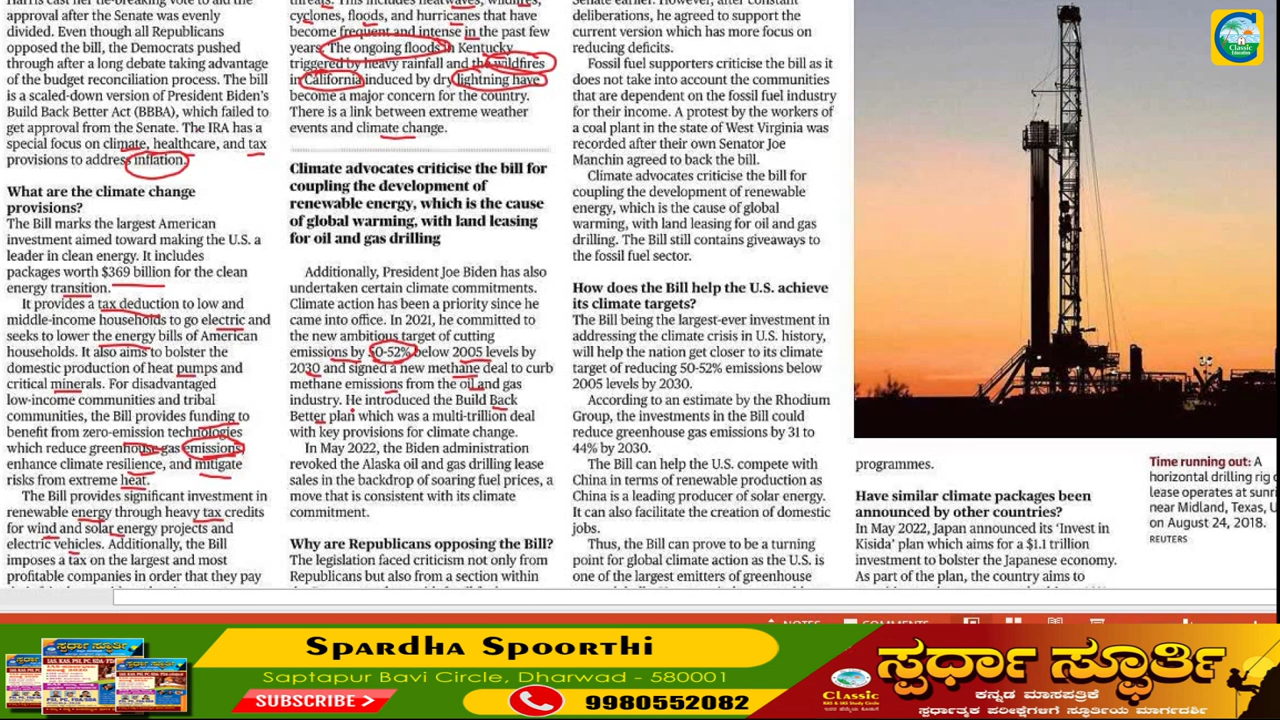 Harris cast her tie-breaking vote to aid the
approval after the Senate was evenly
divided. Even though all Republicans
opposed the bill, the Democrats pushed
through after a long debate taking advantage
of the budget reconciliation process. The bill
is a scaled-down version of President Biden's
Build Back Better Act (BBBA), which failed to
get approval from the Senate. The IRA has a
special focus on climate, healthcare, and tax
provisions to address inflation.
What are the climate change
provisions?
The Bill marks the largest American
investment aimed toward making the U.S. a
leader in clean energy. It includes
packages worth $369 billion for the clean
energy transition.
It provides a tax deduction to low and
middle-income households to go electric and
seeks to lower the energy bills of American
households. It also aims to bolster the
domestic production of heat pumps and
critical minerals. For disadvantaged
low-income communities and tribal
communities, the Bill provides funding to
benefit from zero-emission technologies
which reduce greenhouse gas emissions,
enhance climate resilience, and mitigate
risks from extreme heat.
The Bill provides significant investment in
renewable energy through heavy tax credits
for wind and solar energy projects and
electric vehicles. Additionally, the Bill
imposes a tax on the largest and most
profitable companies in order that they pay
threats. This includes heatwaves, wildfires,
cyclones, floods, and hurricanes that have
become frequent and intense in the past few
years. The ongoing floods in Kentucky
triggered by heavy rainfall and the wildfires
in California induced by dry lightning have
become a major concern for the country.
There is a link between extreme weather
events and climate change.
Climate advocates criticise the bill for
coupling the development of
renewable energy, which is the cause
of global warming, with land leasing
for oil and gas drilling
Additionally, President Joe Biden has also
undertaken certain climate commitments.
Climate action has been a priority since he
came into office. In 2021, he committed to
the new ambitious target of cutting
emissions by 50-52% below 2005 levels by
2030 and signed a new methane deal to curb
methane emissions from the oil and gas
industry. He introduced the Build Back
Better plan which was a multi-trillion deal
with key provisions for climate change.
In May 2022, the Biden administration
revoked the Alaska oil and gas drilling lease
sales in the backdrop of soaring fuel prices, a
move that is consistent with its climate
commitment.
Why are Republicans opposing the Bill?
The legislation faced criticism not only from
Republicans but also from a section within
Senate earlier. However, after constant
deliberations, he agreed to support the
current version which has more focus on
reducing deficits.
Fossil fuel supporters criticise the bill as it
does not take into account the communities
that are dependent on the fossil fuel industry
for their income. A protest by the workers of
a coal plant in the state of West Virginia was
recorded after their own Senator Joe
Manchin agreed to back the bill.
Climate advocates criticise the bill for
coupling the development of renewable
energy, which is the cause of global
warming, with land leasing for oil and gas
drilling. The Bill still contains giveaways to
the fossil fuel sector.
How does the Bill help the U.S. achieve
its climate targets?
The Bill being the largest-ever investment in
addressing the climate crisis in U.S. history,
will help the nation get closer to its climate
target of reducing 50-52% emissions below
2005 levels by 2030.
According to an estimate by the Rhodium
Group, the investments in the Bill could
reduce greenhouse gas emissions by 31 to
44% by 2030.
The Bill can help the U.S. compete with
China in terms of renewable production as
China is a leading producer of solar energy.
It can also facilitate the creation of domestic
jobs.
Thus, the Bill can prove to be a turning
point for global climate action as the U.S. is
one of the largest emitters of greenhouse
programmes.
Have similar climate packages been
announced by other countries?
In May 2022, Japan announced its 'Invest in
Kisida' plan which aims for a $1.1 trillion
investment to bolster the Japanese economy.
As part of the plan, the country aims to
Time running out: A
horizontal drilling rig
lease operates at sunri
near Midland, Texas, U
on August 24, 2018.
REUTERS
Classic
Education
NOTES
COMMENTS
Spardha Spoorthi
Saptapur Bavi Circle, Dharwad - 580001
SUBSCRIBE >
9980552082
Classic
ಸ್ಪರ್ಧಾ ಸ್ಫೂರ್ತಿ
ಕನ್ನಡ ಮಾಸಪತ್ರಿಕೆ
ಸ್ಪರ್ಧಾತ್ಮಕ ಪರೀಕ್ಷೆಗಳಿಗೆ ಸ್ಫೂರ್ತಿಯ ಮಾರ್ಗದರ್ಶಿ